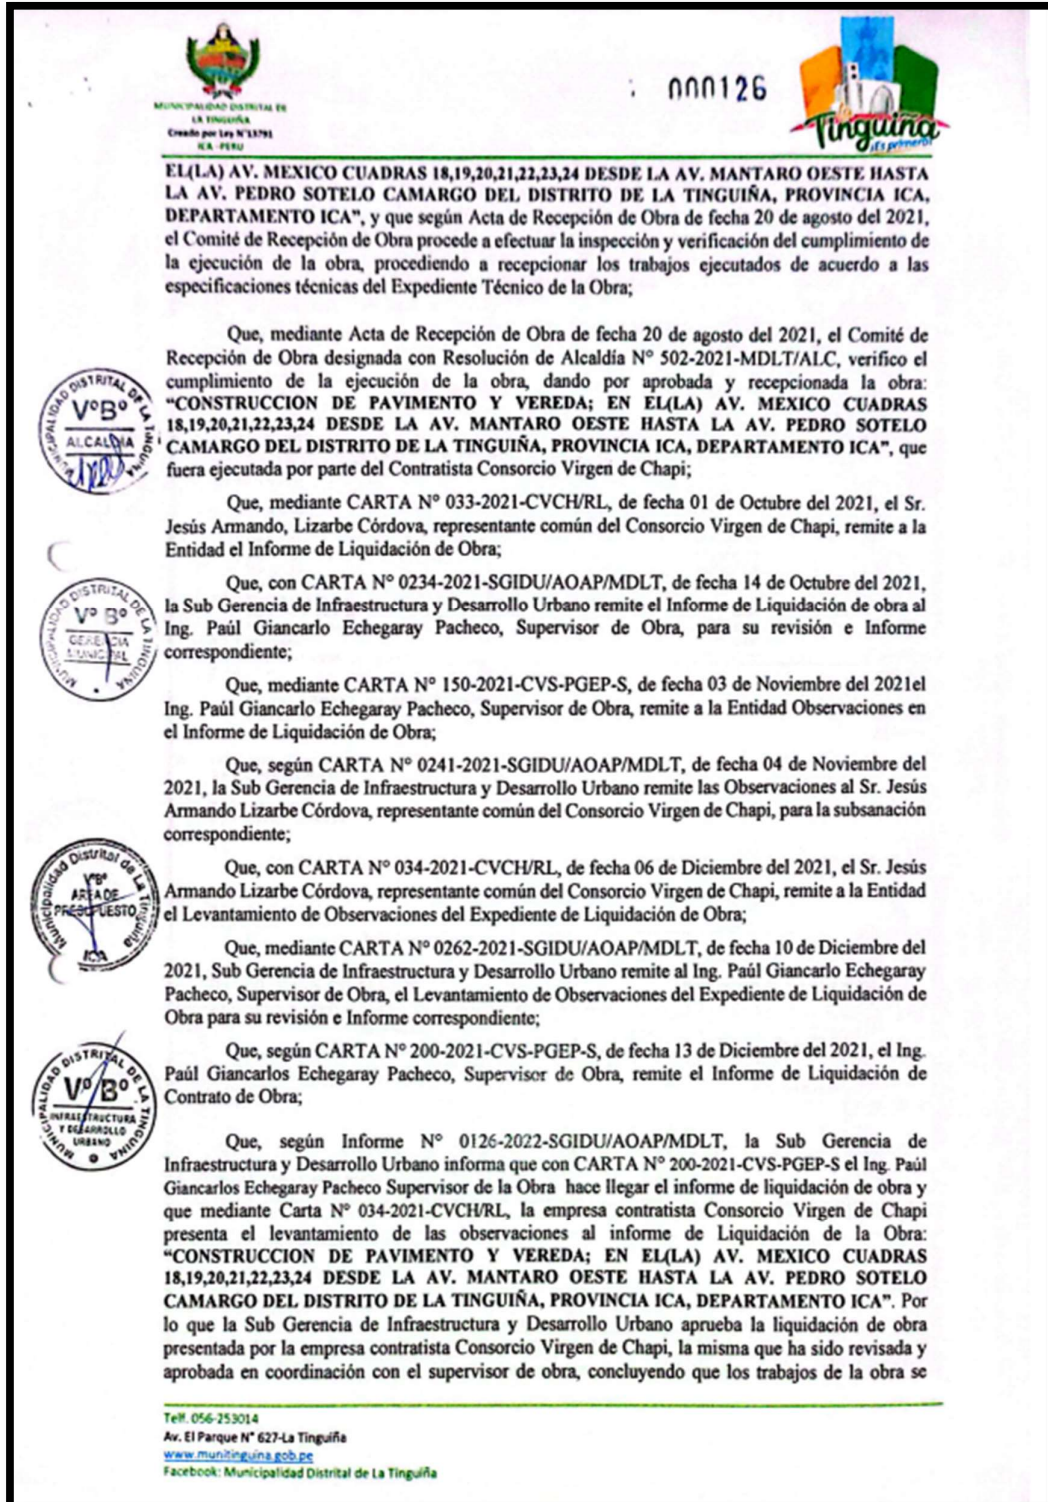 MUNICIPALIDAD DISTRITAL DE
LA TINGUIÑA
Creado por Ley N°13791
ICA -PERU
000126
la
Tinguiña
¡Es primero!
EL(LA) AV. MEXICO CUADRAS 18,19,20,21,22,23,24 DESDE LA AV. MANTARO OESTE HASTA
LA AV. PEDRO SOTELO CAMARGO DEL DISTRITO DE LA TINGUIÑA, PROVINCIA ICA,
DEPARTAMENTO ICA", y que según Acta de Recepción de Obra de fecha 20 de agosto del 2021,
el Comité de Recepción de Obra procede a efectuar la inspección y verificación del cumplimiento de
la ejecución de la obra, procediendo a recepcionar los trabajos ejecutados de acuerdo a las
especificaciones técnicas del Expediente Técnico de la Obra;
Que, mediante Acta de Recepción de Obra de fecha 20 de agosto del 2021, el Comité de
Recepción de Obra designada con Resolución de Alcaldía N° 502-2021-MDLT/ALC, verifico el
cumplimiento de la ejecución de la obra, dando por aprobada y recepcionada la obra:
"CONSTRUCCION DE PAVIMENTO Y VEREDA; EN EL(LA) AV. MEXICO CUADRAS
18,19,20,21,22,23,24 DESDE LA AV. MANTARO OESTE HASTA LA AV. PEDRO SOTELO
CAMARGO DEL DISTRITO DE LA TINGUIÑA, PROVINCIA ICA, DEPARTAMENTO ICA", que
fuera ejecutada por parte del Contratista Consorcio Virgen de Chapi;
MUNICIPALIDAD DISTRITAL DE LA TINGUIÑA
V°B°
ALCALDIA
Que, mediante CARTA N° 033-2021-CVCH/RL, de fecha 01 de Octubre del 2021, el Sr.
Jesús Armando, Lizarbe Córdova, representante común del Consorcio Virgen de Chapi, remite a la
Entidad el Informe de Liquidación de Obra;
Que, con CARTA N° 0234-2021-SGIDU/AOAP/MDLT, de fecha 14 de Octubre del 2021,
la Sub Gerencia de Infraestructura y Desarrollo Urbano remite el Informe de Liquidación de obra al
Ing. Paúl Giancarlo Echegaray Pacheco, Supervisor de Obra, para su revisión e Informe
correspondiente;
MUNICIPALIDAD DISTRITAL DE LA TINGUIÑA
V° B°
GERENCIA
MUNICIPAL
Que, mediante CARTA N° 150-2021-CVS-PGEP-S, de fecha 03 de Noviembre del 2021el
Ing. Paúl Giancarlo Echegaray Pacheco, Supervisor de Obra, remite a la Entidad Observaciones en
el Informe de Liquidación de Obra;
Que, según CARTA N° 0241-2021-SGIDU/AOAP/MDLT, de fecha 04 de Noviembre del
2021, la Sub Gerencia de Infraestructura y Desarrollo Urbano remite las Observaciones al Sr. Jesús
Armando Lizarbe Córdova, representante común del Consorcio Virgen de Chapi, para la subsanación
correspondiente;
Que, con CARTA N° 034-2021-CVCH/RL, de fecha 06 de Diciembre del 2021, el Sr. Jesús
Armando Lizarbe Córdova, representante común del Consorcio Virgen de Chapi, remite a la Entidad
el Levantamiento de Observaciones del Expediente de Liquidación de Obra;
Municipalidad Distrital de La Tinguiña
V°B°
AREA DE
PRESUPUESTO
ICA
Que, mediante CARTA N° 0262-2021-SGIDU/AOAP/MDLT, de fecha 10 de Diciembre del
2021, Sub Gerencia de Infraestructura y Desarrollo Urbano remite al Ing. Paúl Giancarlo Echegaray
Pacheco, Supervisor de Obra, el Levantamiento de Observaciones del Expediente de Liquidación de
Obra para su revisión e Informe correspondiente;
Que, según CARTA N° 200-2021-CVS-PGEP-S, de fecha 13 de Diciembre del 2021, el Ing.
Paúl Giancarlos Echegaray Pacheco, Supervisor de Obra, remite el Informe de Liquidación de
Contrato de Obra;
MUNICIPALIDAD DISTRITAL DE LA TINGUIÑA
V° B°
INFRAESTRUCTURA
Y DESARROLLO
URBANO
Que, según Informe N° 0126-2022-SGIDU/AOAP/MDLT, la Sub Gerencia de
Infraestructura y Desarrollo Urbano informa que con CARTA N° 200-2021-CVS-PGEP-S el Ing. Paúl
Giancarlos Echegaray Pacheco Supervisor de la Obra hace llegar el informe de liquidación de obra y
que mediante Carta N° 034-2021-CVCH/RL, la empresa contratista Consorcio Virgen de Chapi
presenta el levantamiento de las observaciones al informe de Liquidación de la Obra:
"CONSTRUCCION DE PAVIMENTO Y VEREDA; EN EL(LA) AV. MEXICO CUADRAS
18,19,20,21,22,23,24 DESDE LA AV. MANTARO OESTE HASTA LA AV. PEDRO SOTELO
CAMARGO DEL DISTRITO DE LA TINGUIÑA, PROVINCIA ICA, DEPARTAMENTO ICA". Por
lo que la Sub Gerencia de Infraestructura y Desarrollo Urbano aprueba la liquidación de obra
presentada por la empresa contratista Consorcio Virgen de Chapi, la misma que ha sido revisada y
aprobada en coordinación con el supervisor de obra, concluyendo que los trabajos de la obra se
Telf. 056-253014
Av. El Parque N° 627-La Tinguiña
www.munitinguina.gob.pe
Facebook: Municipalidad Distrital de La Tinguiña